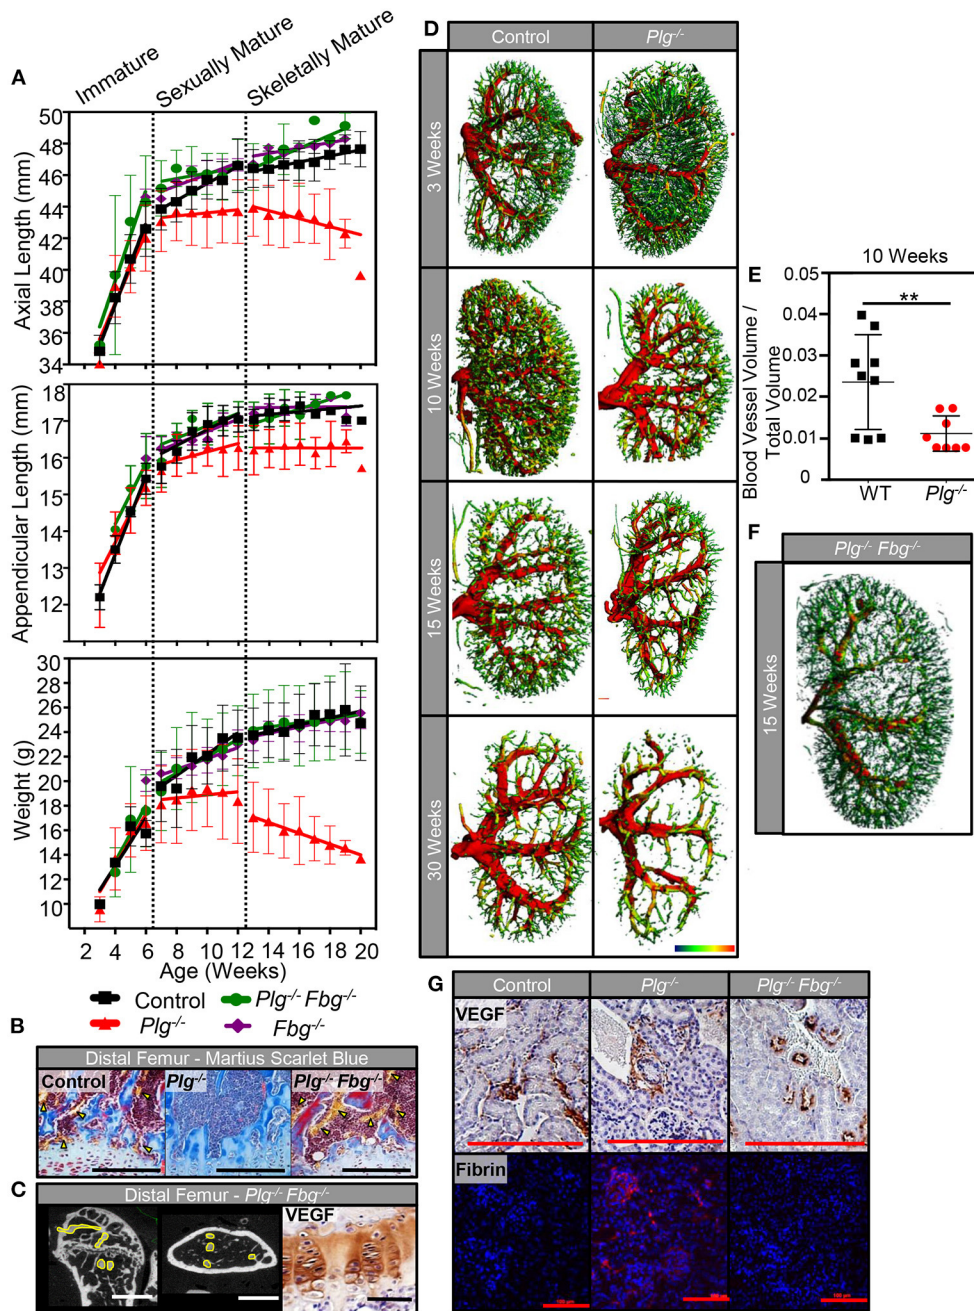 Immature
Sexually Mature
Skeletally Mature
A
Axial Length (mm)
50
48
46
44
42
40
38
36
34
Appendicular Length (mm)
18
17
16
15
14
13
12
Weight (g)
30
28
26
24
22
20
18
16
14
12
10
8
2 4 6 8 10 12 14 16 18 20
Age (Weeks)
Control
Plg-/- Fbg-/-
Plg-/-
Fbg-/-
B
Distal Femur - Martius Scarlet Blue
Control
Plg-/-
Plg-/- Fbg-/-
C
Distal Femur - Plg-/- Fbg-/-
VEGF
D
Control
Plg-/-
3 Weeks
10 Weeks
15 Weeks
30 Weeks
E
10 Weeks
Blood Vessel Volume /
Total Volume
0.05
0.04
0.03
0.02
0.01
0
**
WT
Plg-/-
F
Plg-/- Fbg-/-
15 Weeks
G
Control
Plg-/-
Plg-/- Fbg-/-
VEGF
Fibrin
100 μm